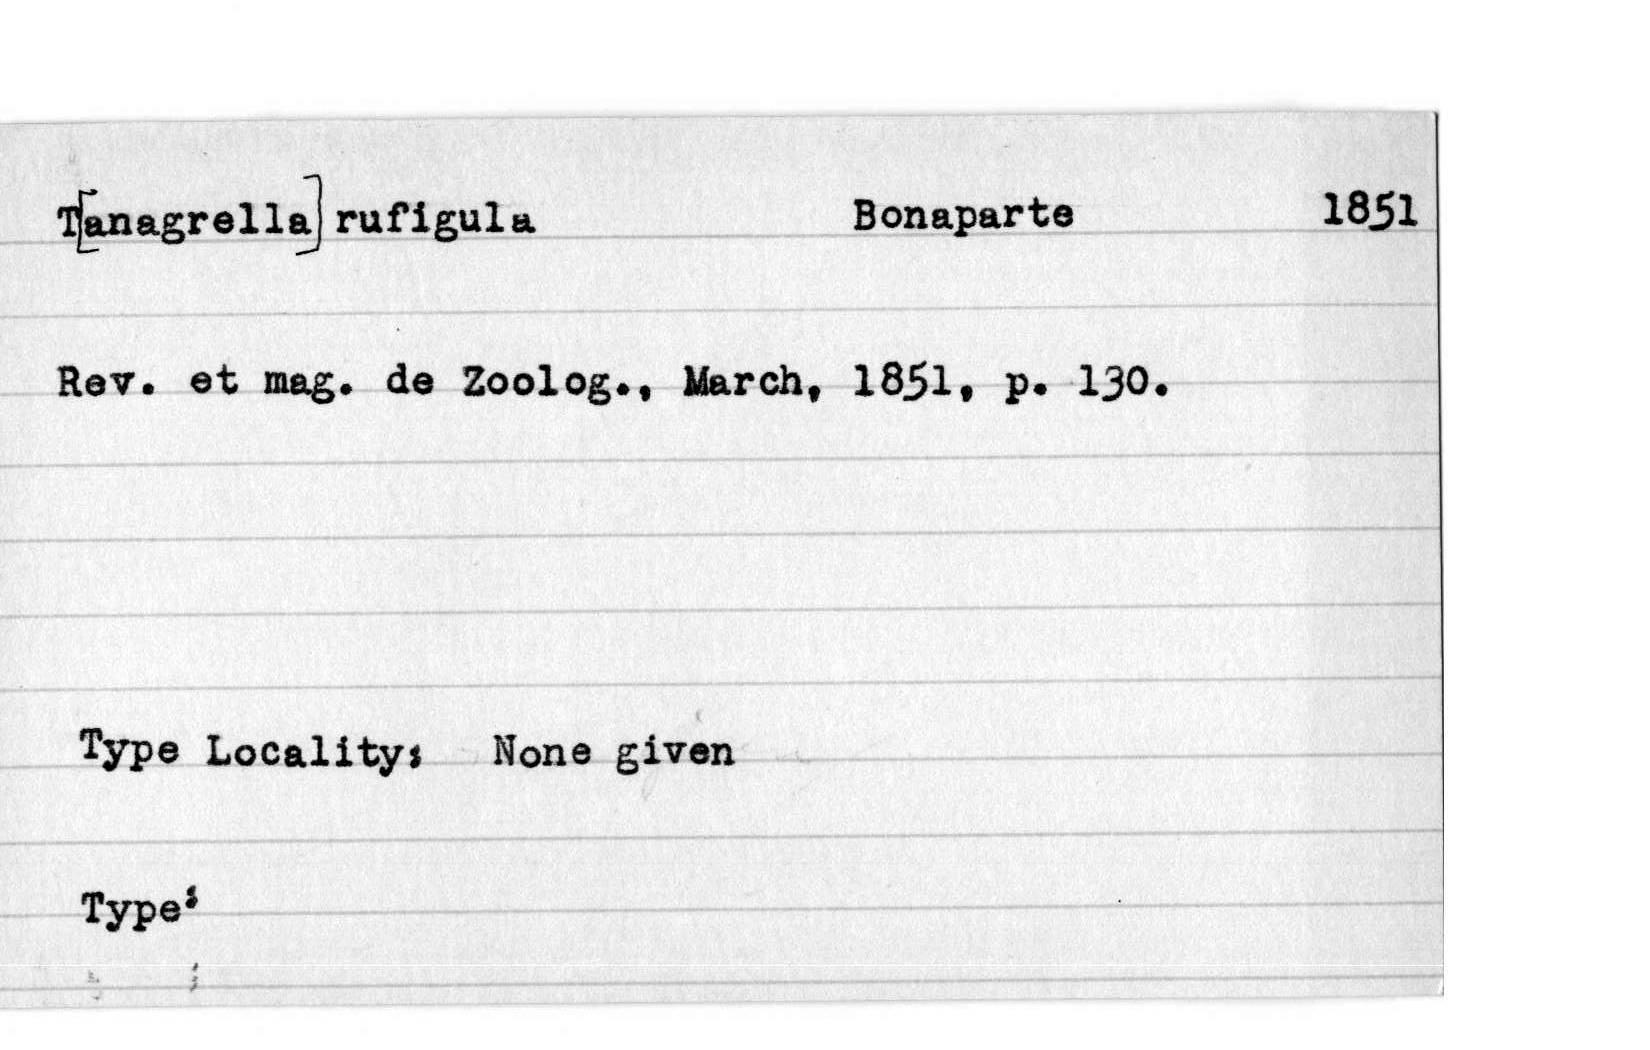 T[anagrella] rufigula Bonaparte 1851
Rev. et mag. de Zoolog., March, 1851, p. 130.
Type Locality: None given
Type: